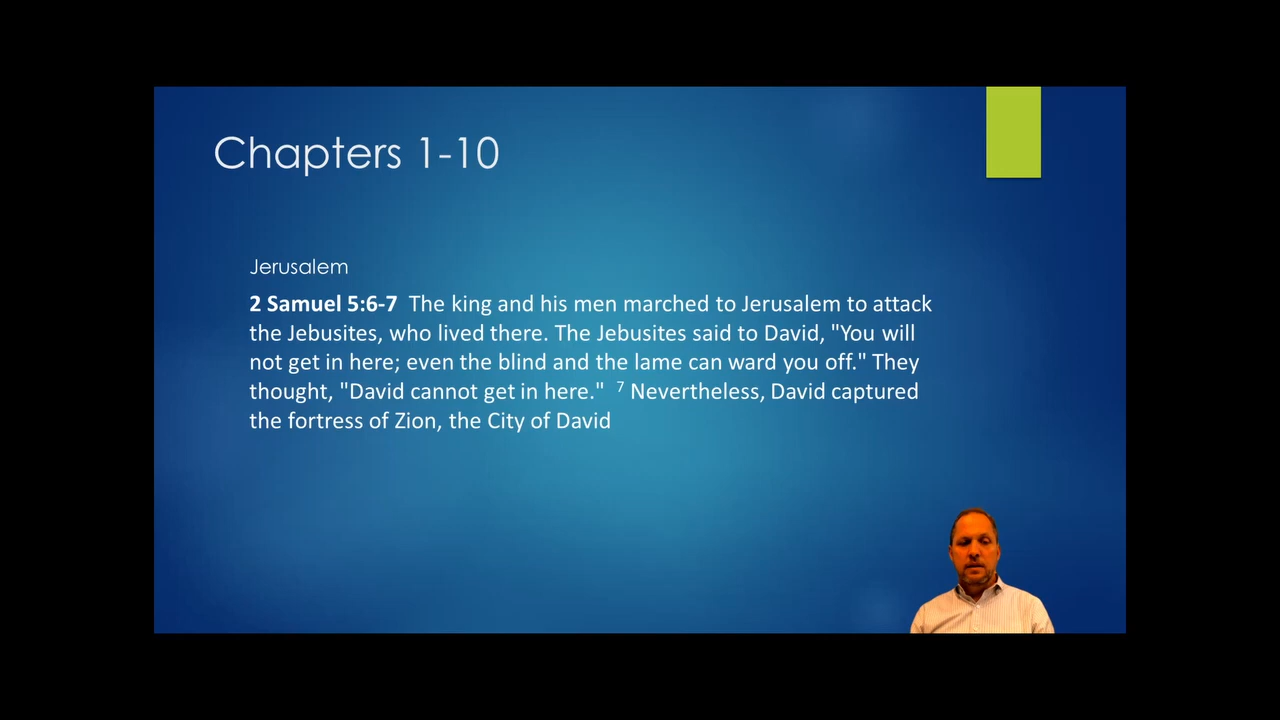 Chapters 1-10
Jerusalem
2 Samuel 5:6-7  The king and his men marched to Jerusalem to attack
the Jebusites, who lived there. The Jebusites said to David, "You will
not get in here; even the blind and the lame can ward you off." They
thought, "David cannot get in here."  7 Nevertheless, David captured
the fortress of Zion, the City of David